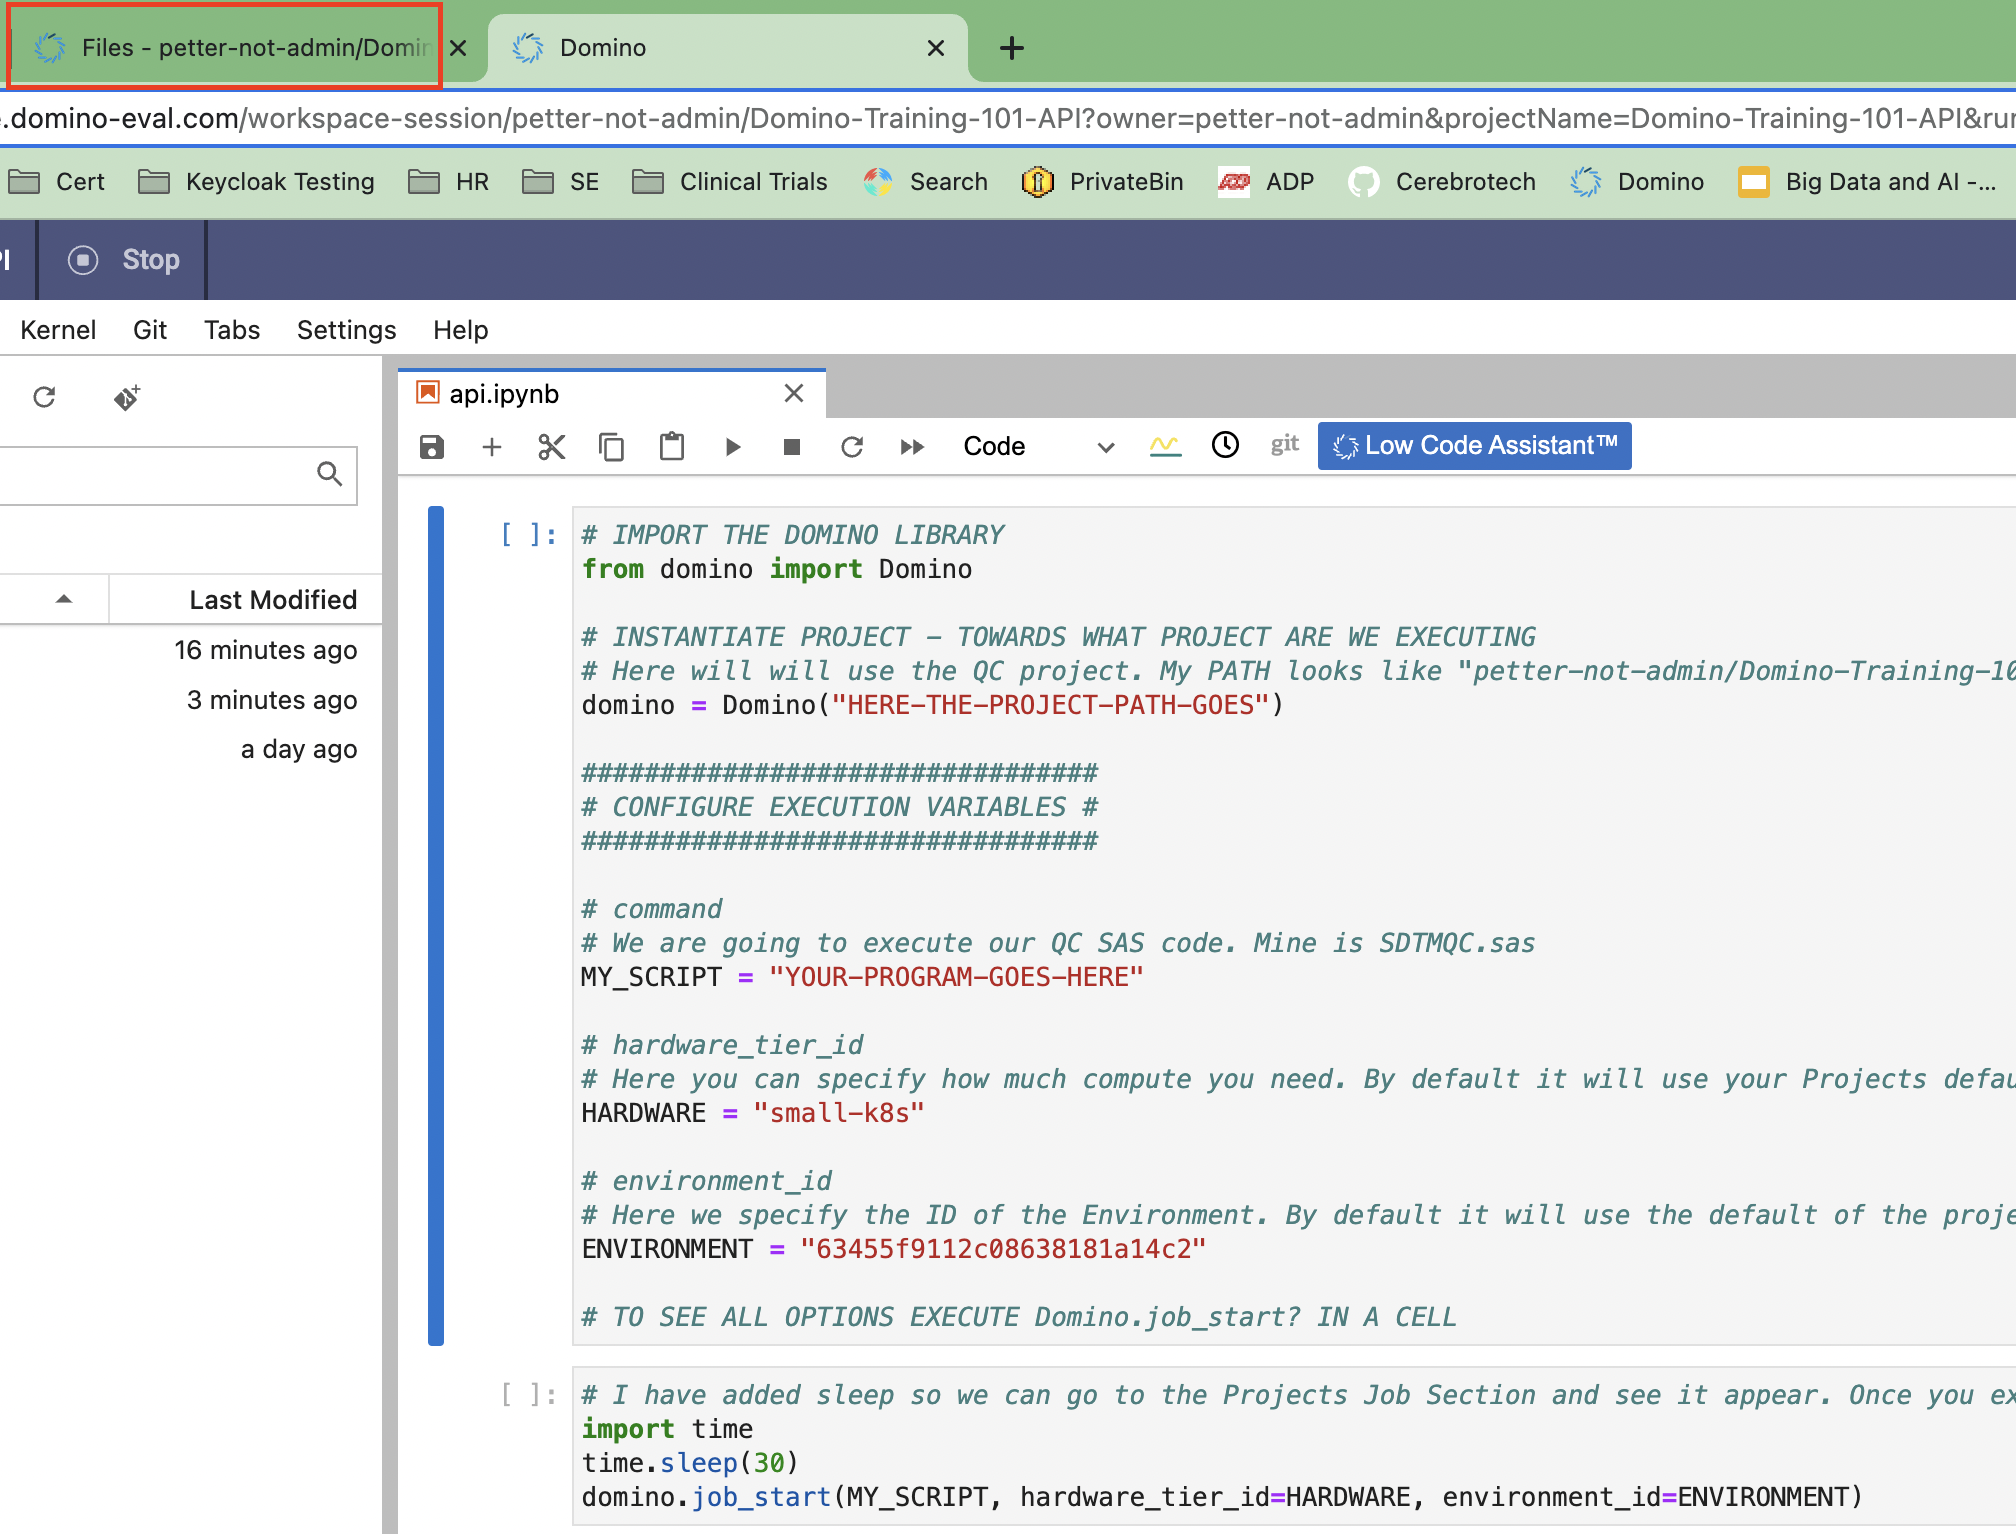 Files - petter-not-admin/Domin
Domino
.domino-eval.com/workspace-session/petter-not-admin/Domino-Training-101-API?owner=petter-not-admin&projectName=Domino-Training-101-API&run
Cert Keycloak Testing HR SE Clinical Trials Search PrivateBin ADP Cerebrotech Domino Big Data and AI -...
PI Stop
Kernel Git Tabs Settings Help
api.ipynb
Code git Low Code Assistant™
Last Modified
16 minutes ago
3 minutes ago
a day ago
[ ]: # IMPORT THE DOMINO LIBRARY
from domino import Domino
# INSTANTIATE PROJECT - TOWARDS WHAT PROJECT ARE WE EXECUTING
# Here will will use the QC project. My PATH looks like "petter-not-admin/Domino-Training-10
domino = Domino("HERE-THE-PROJECT-PATH-GOES")
#################################
# CONFIGURE EXECUTION VARIABLES #
#################################
# command
# We are going to execute our QC SAS code. Mine is SDTMQC.sas
MY_SCRIPT = "YOUR-PROGRAM-GOES-HERE"
# hardware_tier_id
# Here you can specify how much compute you need. By default it will use your Projects defau
HARDWARE = "small-k8s"
# environment_id
# Here we specify the ID of the Environment. By default it will use the default of the proje
ENVIRONMENT = "63455f9112c08638181a14c2"
# TO SEE ALL OPTIONS EXECUTE Domino.job_start? IN A CELL
[ ]: # I have added sleep so we can go to the Projects Job Section and see it appear. Once you ex
import time
time.sleep(30)
domino.job_start(MY_SCRIPT, hardware_tier_id=HARDWARE, environment_id=ENVIRONMENT)